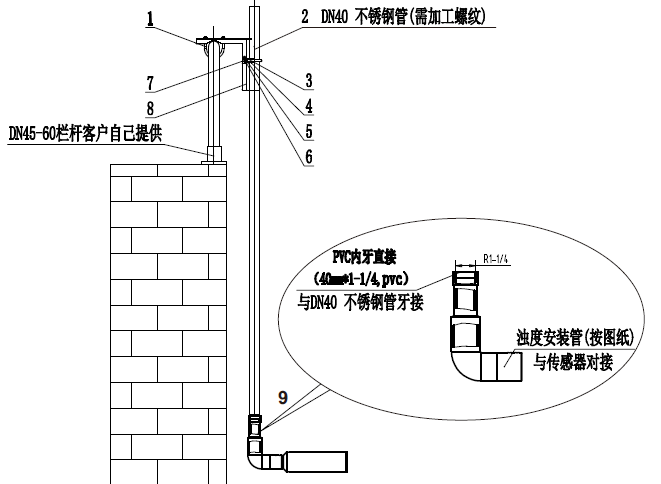 1
2 DN40 不锈钢管(需加工螺纹)
7
3
8
4
5
6
DN45-60栏杆客户自己提供
R1-1/4
PVC内牙直接
(40mm*1-1/4,pvc)
与DN40 不锈钢管牙接
浊度安装管(按图纸)
与传感器对接
9